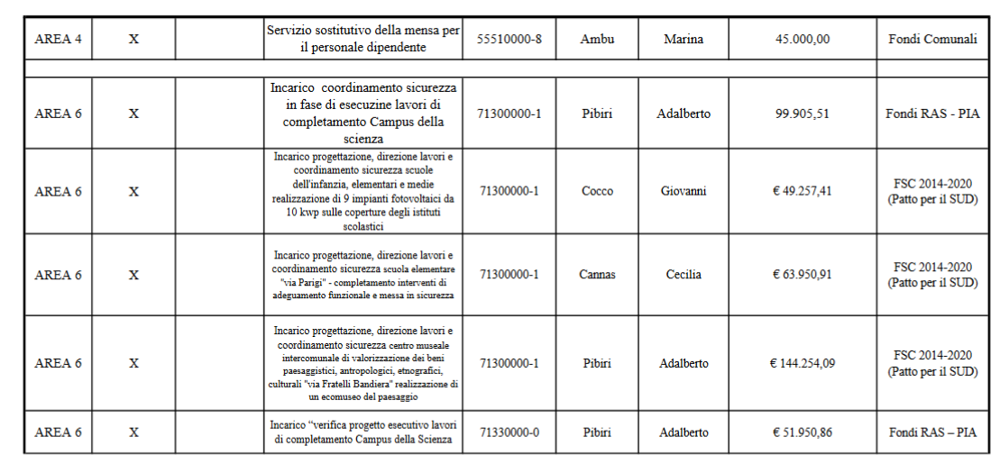 AREA 4 X Servizio sostitutivo della mensa per il personale dipendente 55510000-8 Ambu Marina 45.000,00 Fondi Comunali
AREA 6 X Incarico coordinamento sicurezza in fase di esecuzine lavori di completamento Campus della scienza 71300000-1 Pibiri Adalberto 99.905,51 Fondi RAS - PIA
AREA 6 X Incarico progettazione, direzione lavori e coordinamento sicurezza scuole dell'infanzia, elementari e medie realizzazione di 9 impianti fotovoltaici da 10 kwp sulle coperture degli istituti scolastici 71300000-1 Cocco Giovanni € 49.257,41 FSC 2014-2020 (Patto per il SUD)
AREA 6 X Incarico progettazione, direzione lavori e coordinamento sicurezza scuola elementare "via Parigi" - completamento interventi di adeguamento funzionale e messa in sicurezza 71300000-1 Cannas Cecilia € 63.950,91 FSC 2014-2020 (Patto per il SUD)
AREA 6 X Incarico progettazione, direzione lavori e coordinamento sicurezza centro museale intercomunale di valorizzazione dei beni paesaggistici, antropologici, etnografici, culturali "via Fratelli Bandiera" realizzazione di un ecomuseo del paesaggio 71300000-1 Pibiri Adalberto € 144.254,09 FSC 2014-2020 (Patto per il SUD)
AREA 6 X Incarico “verifica progetto esecutivo lavori di completamento Campus della Scienza 71330000-0 Pibiri Adalberto € 51.950,86 Fondi RAS – PIA